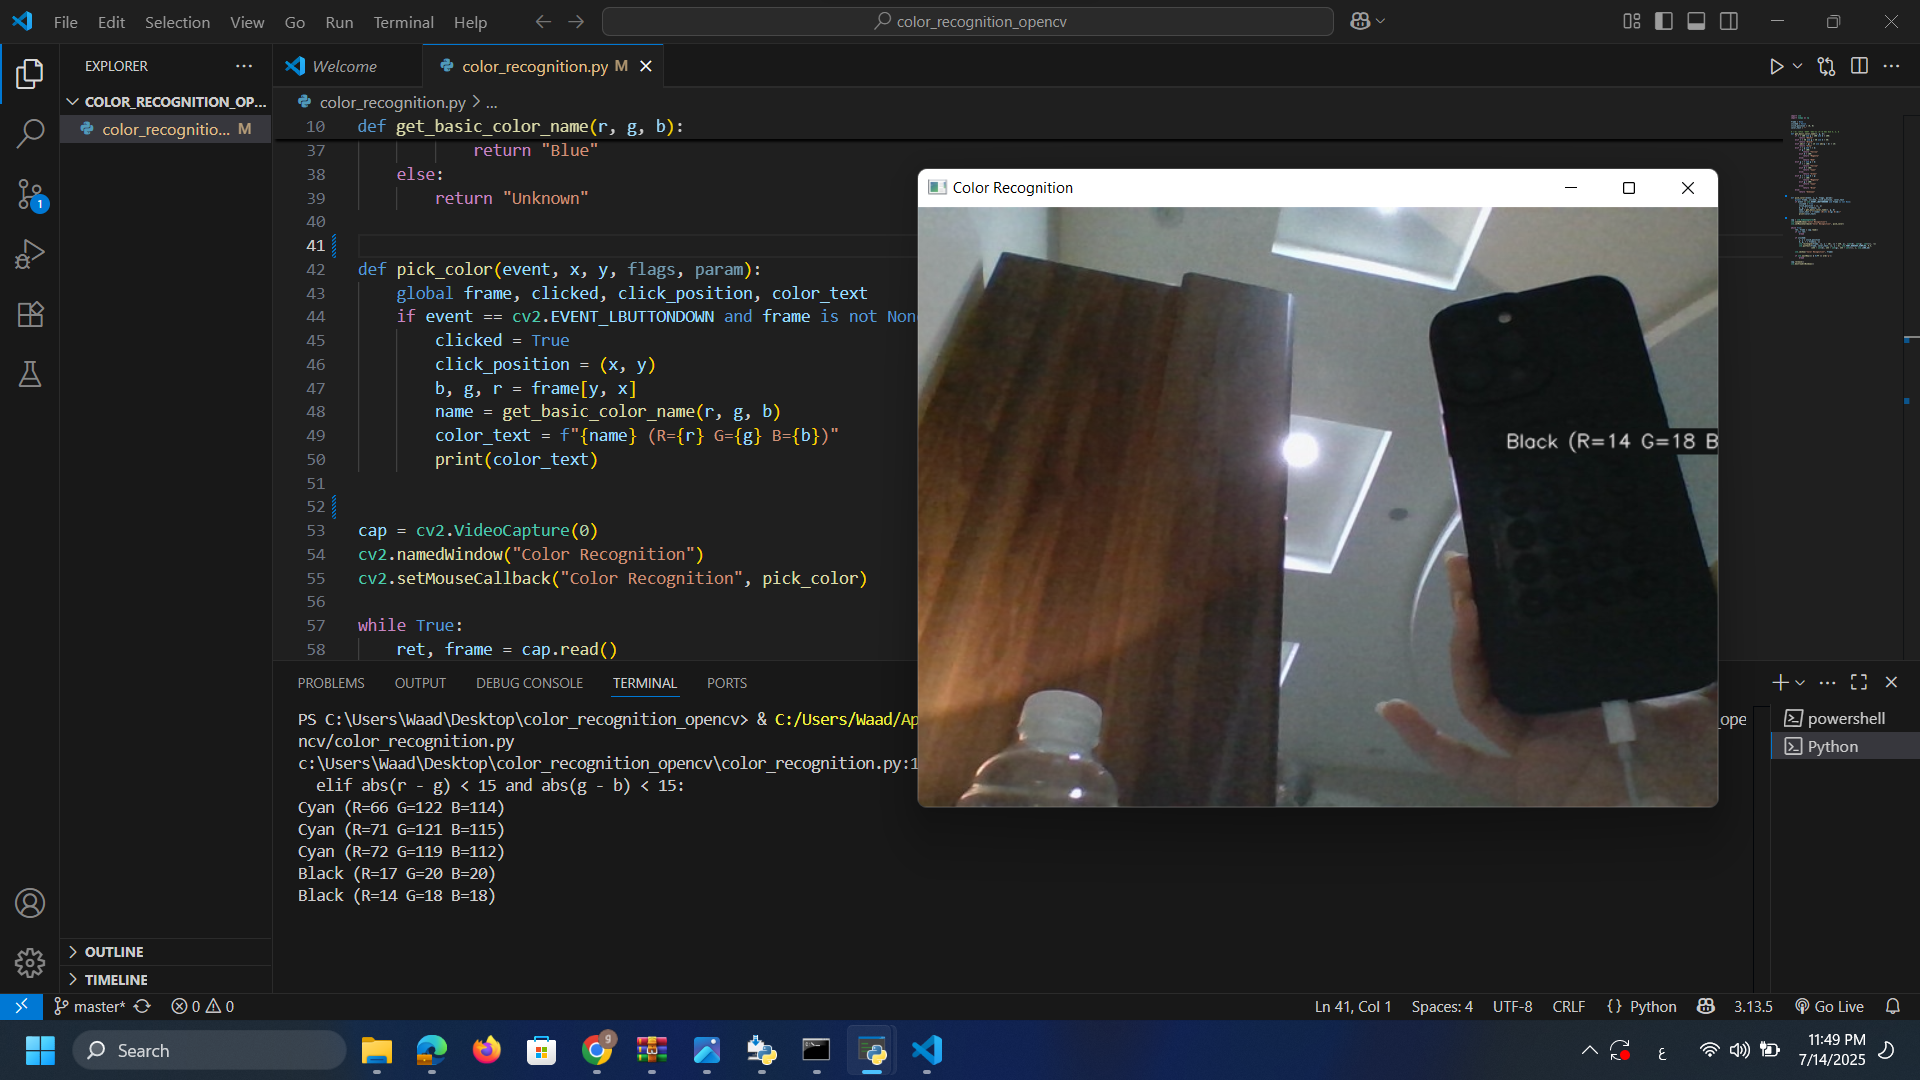 File Edit Selection View Go Run Terminal Help
color_recognition_opencv
EXPLORER
COLOR_RECOGNITION_OP...
color_recognitio... M
OUTLINE
TIMELINE
1
Welcome
color_recognition.py M
color_recognition.py > ...
10 def get_basic_color_name(r, g, b):
37 return "Blue"
38 else:
39 return "Unknown"
40
41
42 def pick_color(event, x, y, flags, param):
43 global frame, clicked, click_position, color_text
44 if event == cv2.EVENT_LBUTTONDOWN and frame is not Non
45 clicked = True
46 click_position = (x, y)
47 b, g, r = frame[y, x]
48 name = get_basic_color_name(r, g, b)
49 color_text = f"{name} (R={r} G={g} B={b})"
50 print(color_text)
51
52
53 cap = cv2.VideoCapture(0)
54 cv2.namedWindow("Color Recognition")
55 cv2.setMouseCallback("Color Recognition", pick_color)
56
57 while True:
58 ret, frame = cap.read()
Color Recognition
Black (R=14 G=18 B
PROBLEMS OUTPUT DEBUG CONSOLE TERMINAL PORTS
PS C:\Users\Waad\Desktop\color_recognition_opencv> & C:/Users/Waad/Ap _ope
ncv/color_recognition.py
c:\Users\Waad\Desktop\color_recognition_opencv\color_recognition.py:1
elif abs(r - g) < 15 and abs(g - b) < 15:
Cyan (R=66 G=122 B=114)
Cyan (R=71 G=121 B=115)
Cyan (R=72 G=119 B=112)
Black (R=17 G=20 B=20)
Black (R=14 G=18 B=18)
powershell
Python
master* 0 0
Ln 41, Col 1 Spaces: 4 UTF-8 CRLF {} Python 3.13.5 Go Live
Search
9
ع
11:49 PM
7/14/2025